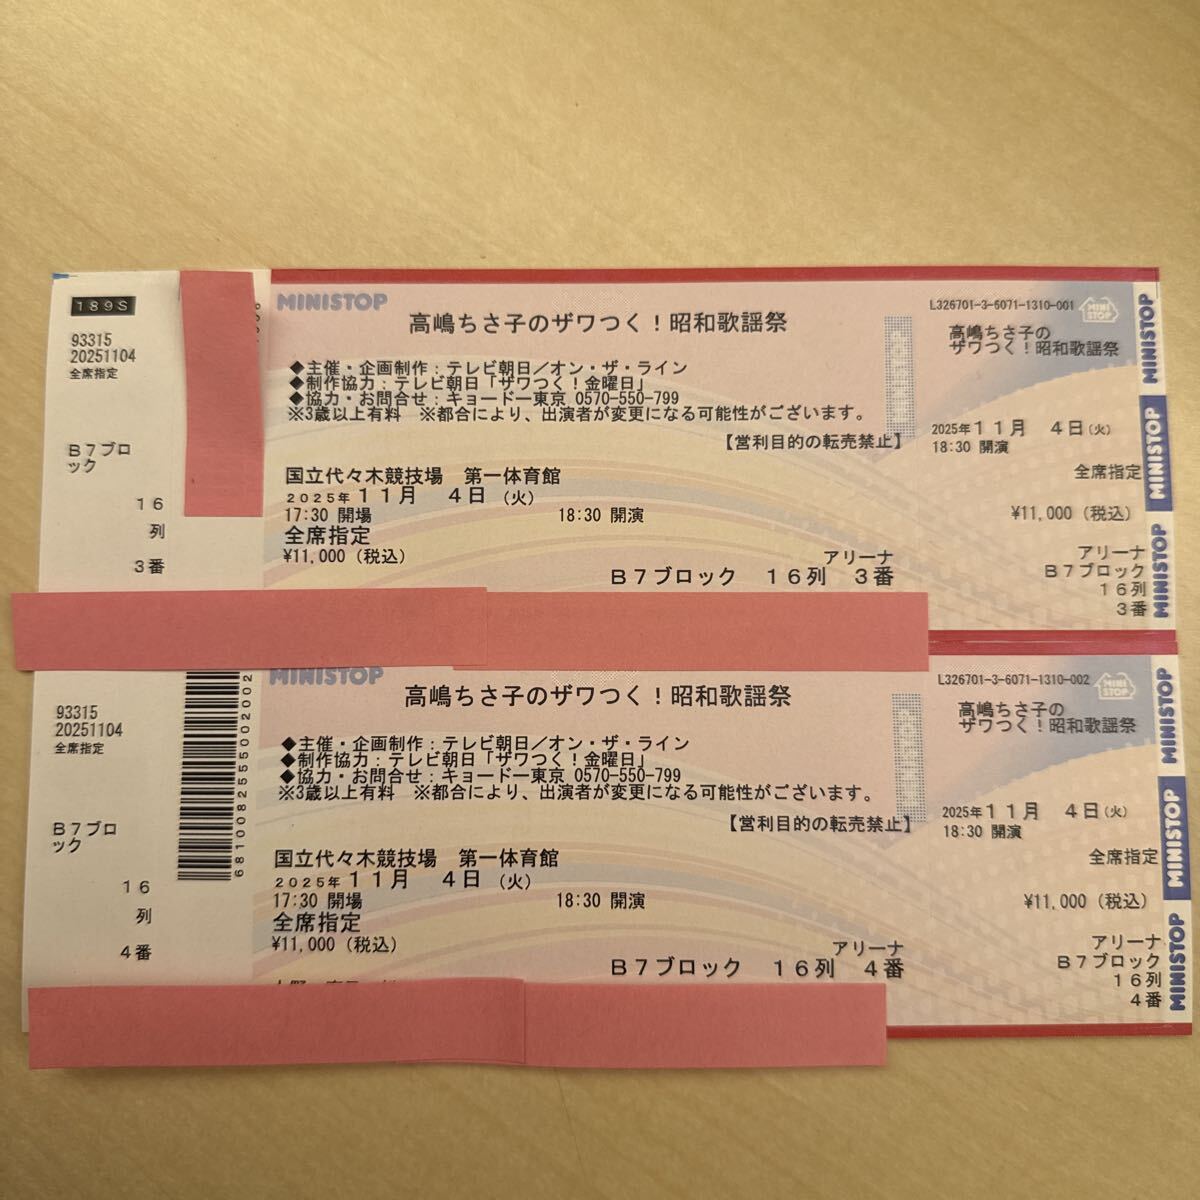 189S
93315
20251104
全席指定
B7ブロ
ック
16
列
3番
MINISTOP
高嶋ちさ子のザワつく!昭和歌謡祭
◆主催・企画制作:テレビ朝日/オン・ザ・ライン
◆制作協力:テレビ朝日「ザワつく!金曜日」
◆協力・お問合せ:キョードー東京 0570-550-799
※3歳以上有料 ※都合により、出演者が変更になる可能性がございます。
【営利目的の転売禁止】
国立代々木競技場 第一体育館
2025年11月 4日(火)
17:30 開場 18:30 開演
全席指定
¥11,000(税込)
アリーナ
B7ブロック 16列 3番
MINISTOP
L326701-3-6071-1310-001
MINI
STOP
高嶋ちさ子の
ザワつく!昭和歌謡祭
2025年11月 4日(火)
18:30 開演
全席指定
¥11,000(税込)
アリーナ
B7ブロック
16列
3番
MINISTOP
MINISTOP
MINISTOP
93315
20251104
全席指定
B7ブロ
ック
16
列
4番
6810082555002002
MINISTOP
高嶋ちさ子のザワつく!昭和歌謡祭
◆主催・企画制作:テレビ朝日/オン・ザ・ライン
◆制作協力:テレビ朝日「ザワつく!金曜日」
◆協力・お問合せ:キョードー東京 0570-550-799
※3歳以上有料 ※都合により、出演者が変更になる可能性がございます。
【営利目的の転売禁止】
国立代々木競技場 第一体育館
2025年11月 4日(火)
17:30 開場 18:30 開演
全席指定
¥11,000(税込)
アリーナ
B7ブロック 16列 4番
MINISTOP
L326701-3-6071-1310-002
MINI
STOP
高嶋ちさ子の
ザワつく!昭和歌謡祭
2025年11月 4日(火)
18:30 開演
全席指定
¥11,000(税込)
アリーナ
B7ブロック
16列
4番
MINISTOP
MINISTOP
MINISTOP